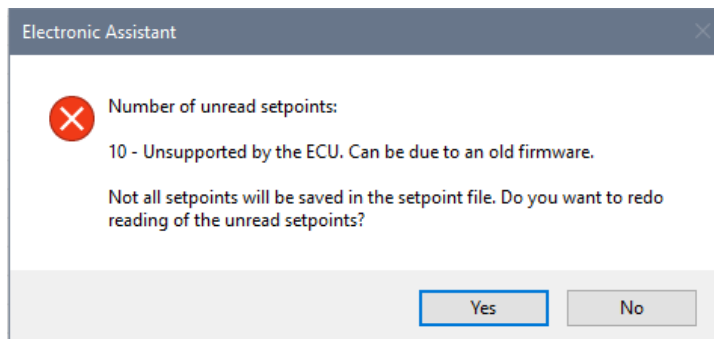 Electronic Assistant
Number of unread setpoints:
10 - Unsupported by the ECU. Can be due to an old firmware.
Not all setpoints will be saved in the setpoint file. Do you want to redo
reading of the unread setpoints?
Yes
No